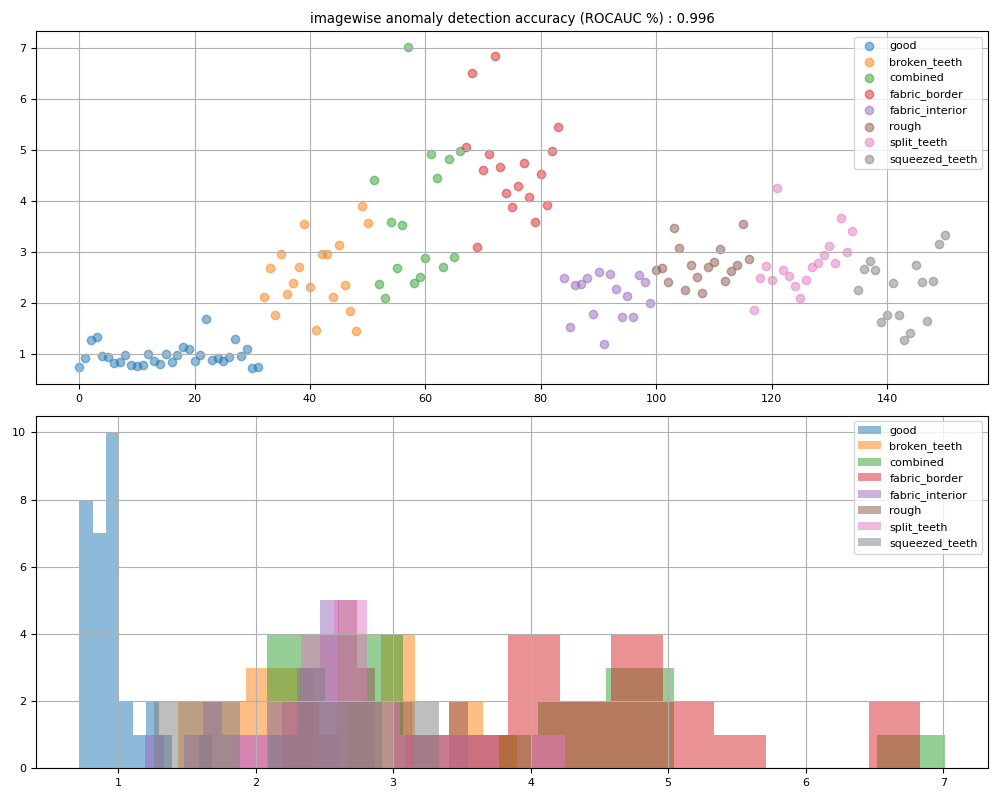 imagewise anomaly detection accuracy (ROCAUC %) : 0.996
7
6
5
4
3
2
1
good
broken_teeth
combined
fabric_border
fabric_interior
rough
split_teeth
squeezed_teeth
0 20 40 60 80 100 120 140
10
8
6
4
2
0
good
broken_teeth
combined
fabric_border
fabric_interior
rough
split_teeth
squeezed_teeth
1 2 3 4 5 6 7